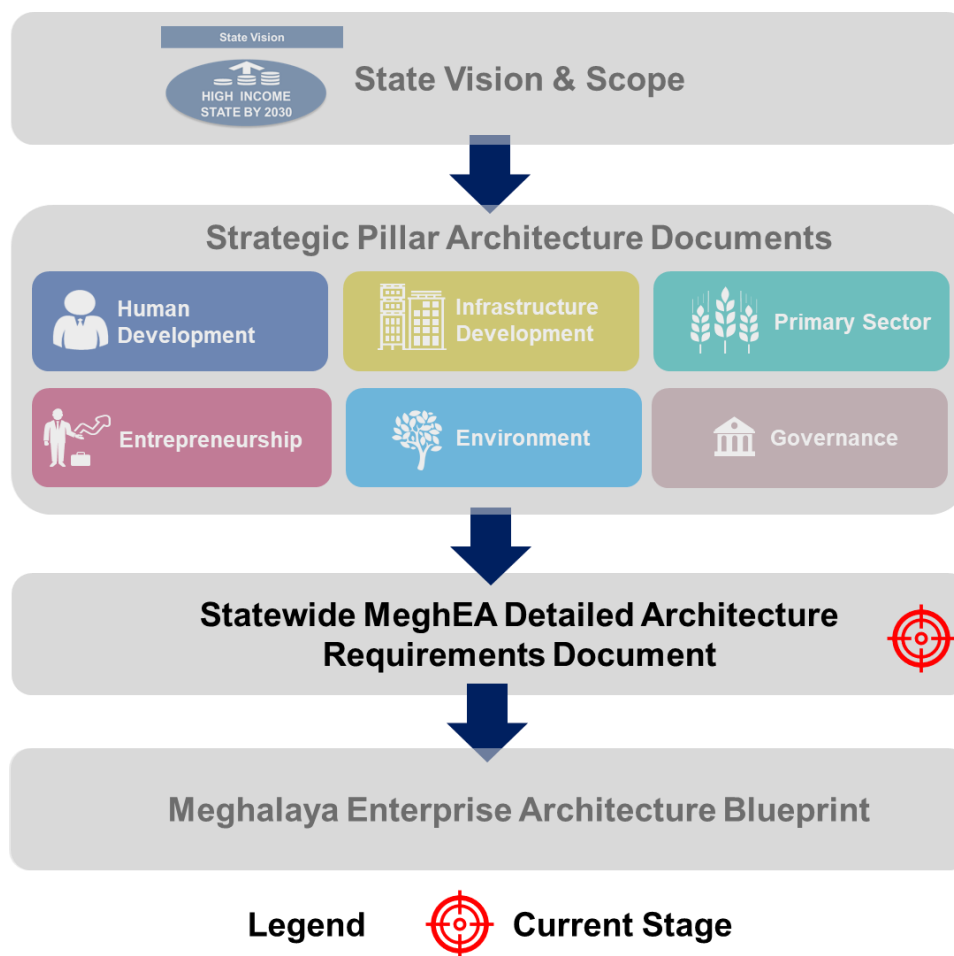 State Vision
HIGH INCOME
STATE BY 2030
State Vision & Scope
Strategic Pillar Architecture Documents
Human
Development
Infrastructure
Development
Primary Sector
Entrepreneurship
Environment
Governance
Statewide MeghEA Detailed Architecture
Requirements Document
Meghalaya Enterprise Architecture Blueprint
Legend
Current Stage